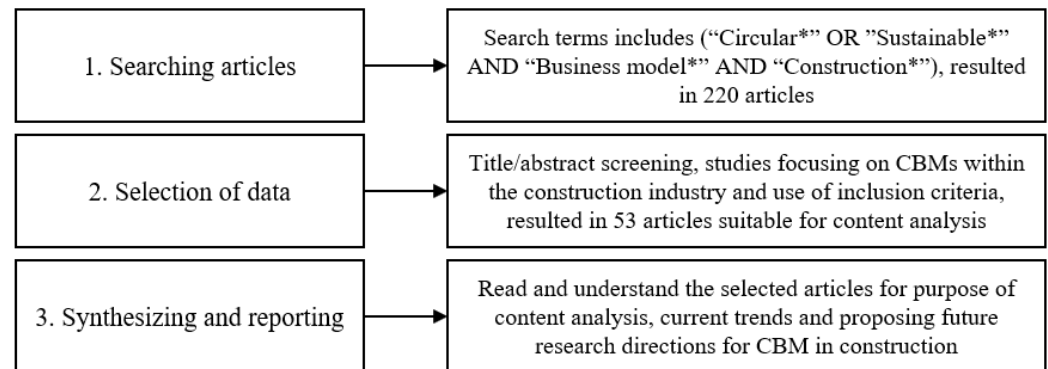 1. Searching articles
Search terms includes (“Circular*” OR ”Sustainable*”
AND “Business model*” AND “Construction*”), resulted
in 220 articles
2. Selection of data
Title/abstract screening, studies focusing on CBMs within
the construction industry and use of inclusion criteria,
resulted in 53 articles suitable for content analysis
3. Synthesizing and reporting
Read and understand the selected articles for purpose of
content analysis, current trends and proposing future
research directions for CBM in construction